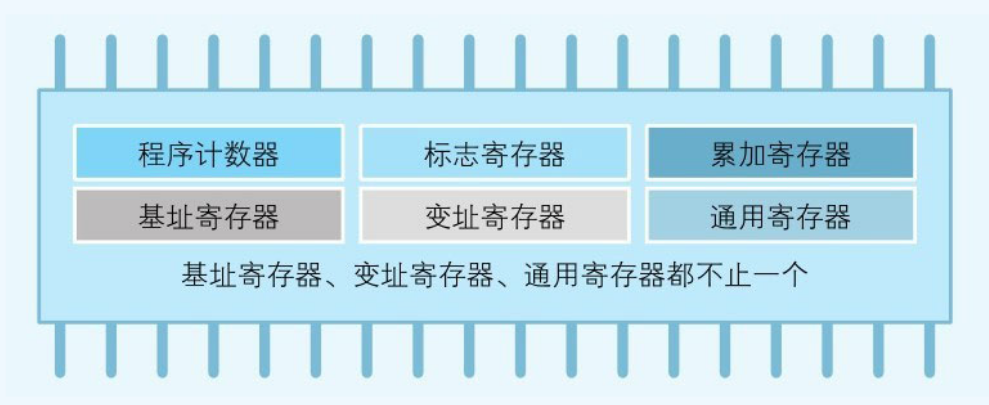 程序计数器 标志寄存器 累加寄存器
基址寄存器 变址寄存器 通用寄存器
基址寄存器、变址寄存器、通用寄存器都不止一个